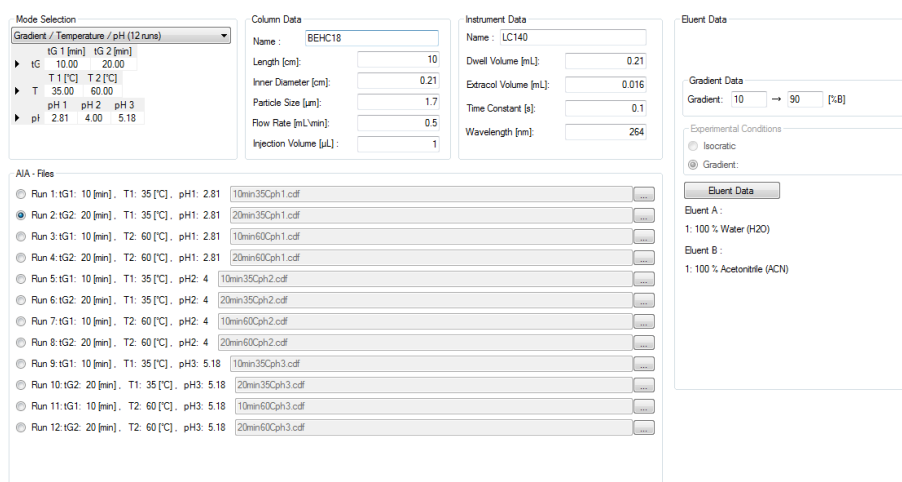 Mode Selection
Gradient / Temperature / pH (12 runs)
tG 1 [min] tG 2 [min]
tG 10.00 20.00
T 1 [°C] T 2 [°C]
T 35.00 60.00
pH 1 pH 2 pH 3
pH 2.81 4.00 5.18
Column Data
Name : BEHC18
Length [cm]: 10
Inner Diameter [cm]: 0.21
Particle Size [µm]: 1.7
Flow Rate [mL\min]: 0.5
Injection Volume [µL] : 1
Instrument Data
Name : LC140
Dwell Volume [mL]: 0.21
Extracol Volume [mL]: 0.016
Time Constant [s]: 0.1
Wavelength [nm]: 264
Eluent Data
Gradient Data
Gradient: 10 → 90 [%B]
Experimental Conditions
Isocratic
Gradient:
Eluent Data
Eluent A :
1: 100 % Water (H2O)
Eluent B :
1: 100 % Acetonitrile (ACN)
AIA - Files
Run 1: tG1: 10 [min] , T1: 35 [°C] , pH1: 2.81 10min35Cph1.cdf ...
Run 2: tG2: 20 [min] , T1: 35 [°C] , pH1: 2.81 20min35Cph1.cdf ...
Run 3: tG1: 10 [min] , T2: 60 [°C] , pH1: 2.81 10min60Cph1.cdf ...
Run 4: tG2: 20 [min] , T2: 60 [°C] , pH1: 2.81 20min60Cph1.cdf ...
Run 5: tG1: 10 [min] , T1: 35 [°C] , pH2: 4 10min35Cph2.cdf ...
Run 6: tG2: 20 [min] , T1: 35 [°C] , pH2: 4 20min35Cph2.cdf ...
Run 7: tG1: 10 [min] , T2: 60 [°C] , pH2: 4 10min60Cph2.cdf ...
Run 8: tG2: 20 [min] , T2: 60 [°C] , pH2: 4 20min60Cph2.cdf ...
Run 9: tG1: 10 [min] , T1: 35 [°C] , pH3: 5.18 10min35Cph3.cdf ...
Run 10: tG2: 20 [min] , T1: 35 [°C] , pH3: 5.18 20min35Cph3.cdf ...
Run 11: tG1: 10 [min] , T2: 60 [°C] , pH3: 5.18 10min60Cph3.cdf ...
Run 12: tG2: 20 [min] , T2: 60 [°C] , pH3: 5.18 20min60Cph3.cdf ...